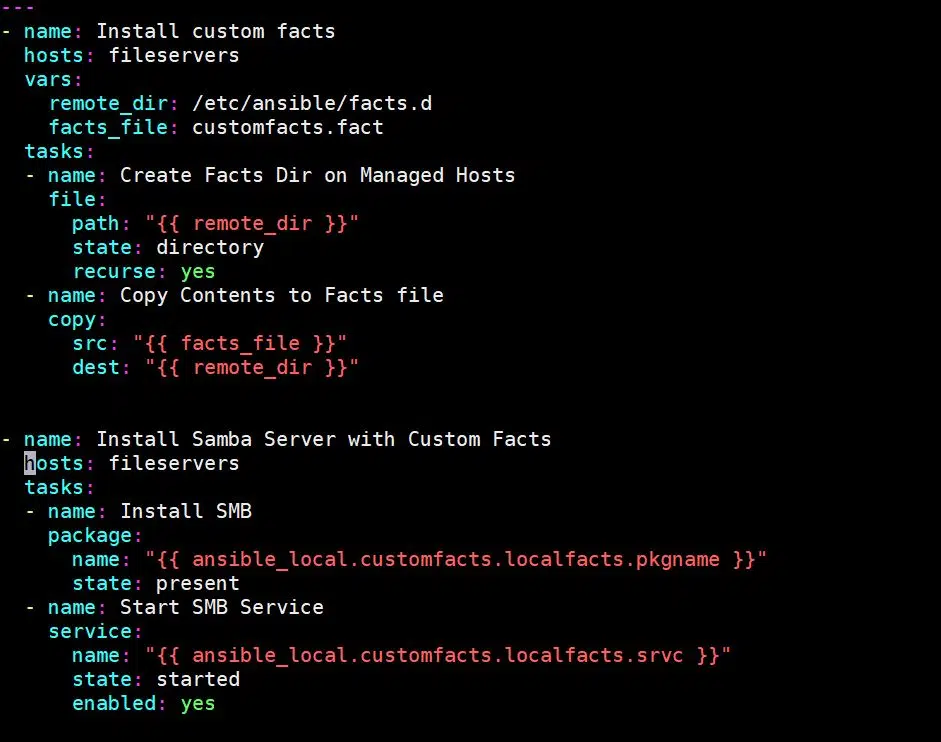 ---
- name: Install custom facts
  hosts: fileservers
  vars:
    remote_dir: /etc/ansible/facts.d
    facts_file: customfacts.fact
  tasks:
  - name: Create Facts Dir on Managed Hosts
    file:
      path: "{{ remote_dir }}"
      state: directory
      recurse: yes
  - name: Copy Contents to Facts file
    copy:
      src: "{{ facts_file }}"
      dest: "{{ remote_dir }}"
- name: Install Samba Server with Custom Facts
  hosts: fileservers
  tasks:
  - name: Install SMB
    package:
      name: "{{ ansible_local.customfacts.localfacts.pkgname }}"
      state: present
  - name: Start SMB Service
    service:
      name: "{{ ansible_local.customfacts.localfacts.srvc }}"
      state: started
      enabled: yes